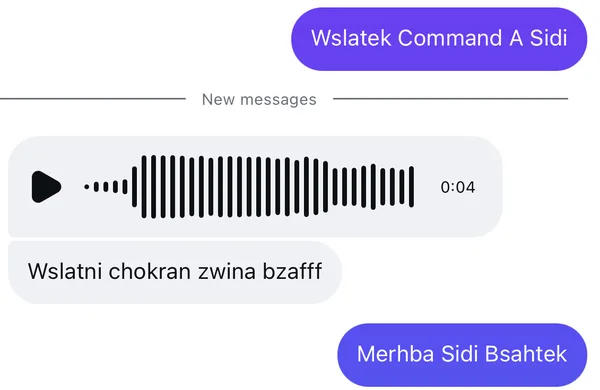 Wslatek Command A Sidi
New messages
0:04
Wslatni chokran zwina bzafff
Merhba Sidi Bsahtek